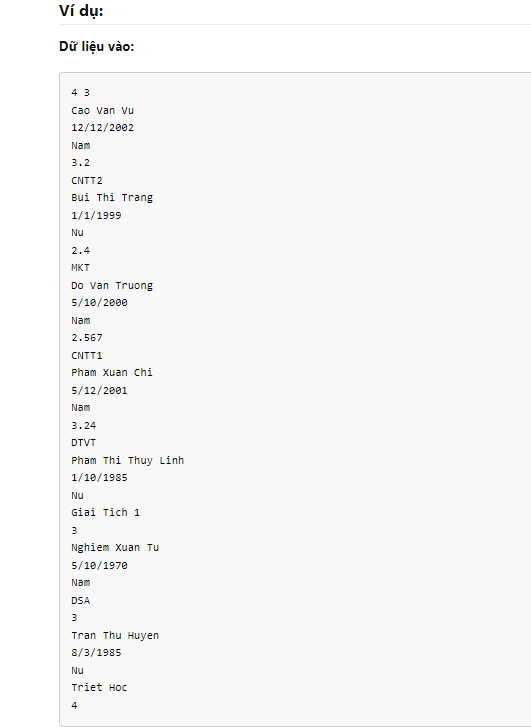 Ví dụ:
Dữ liệu vào:
4 3
Cao Van Vu
12/12/2002
Nam
3.2
CNTT2
Bui Thi Trang
1/1/1999
Nu
2.4
MKT
Do Van Truong
5/10/2000
Nam
2.567
CNTT1
Pham Xuan Chi
5/12/2001
Nam
3.24
DTVT
Pham Thi Thuy Linh
1/10/1985
Nu
Giai Tich 1
3
Nghiem Xuan Tu
5/10/1970
Nam
DSA
3
Tran Thu Huyen
8/3/1985
Nu
Triet Hoc
4